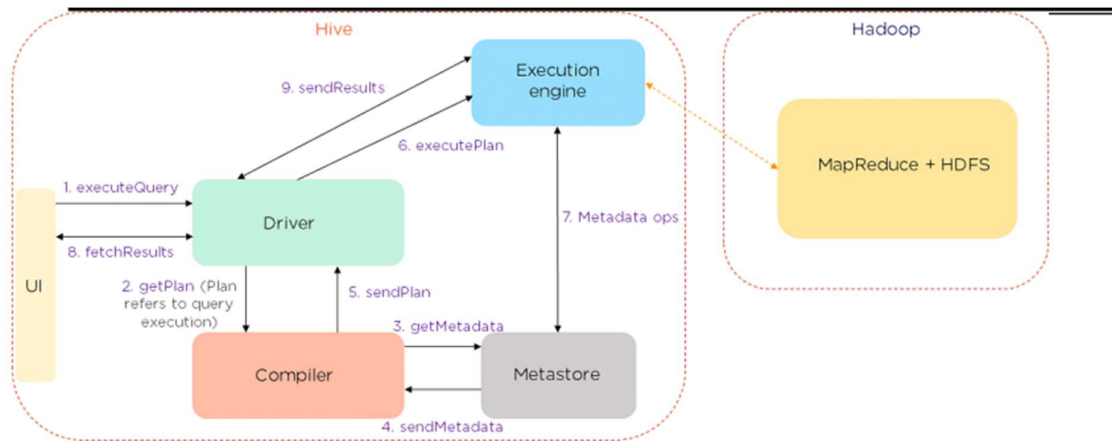 Hive
Hadoop
Execution
engine
9. sendResults
6. executePlan
MapReduce + HDFS
1. executeQuery
Driver
7. Metadata ops
8. fetchResults
UI
2. getPlan (Plan
refers to query
execution)
5. sendPlan
3. getMetadata
Compiler
Metastore
4. sendMetadata